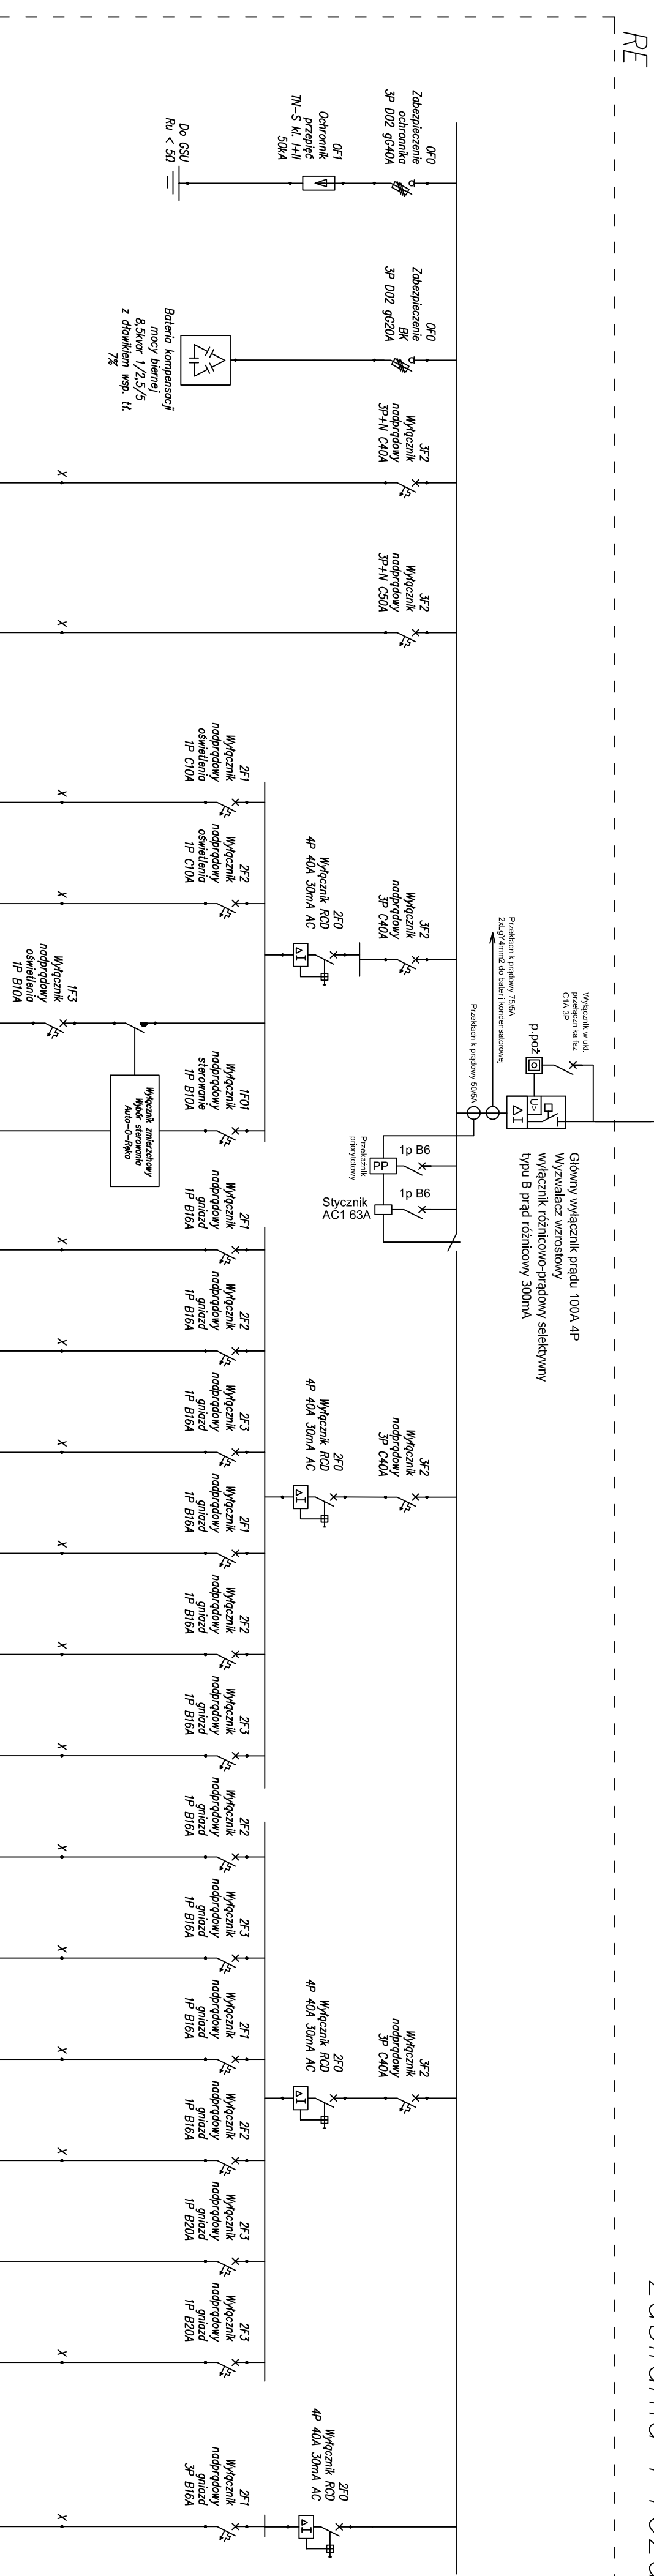 RE
0F0
Zabezpieczenie
ochronnika
3P D02 gG40A
0F1
Ochronnik
przepięć
TN-S kl. I+II
50kA
Do GSU
Ru < 5Ω
0F0
Zabezpieczenie
BK
3P D02 gG20A
Bateria kompensacji
mocy biernej
8,5kvar 1/2,5/5
z dławikiem wsp. tł.
7%
3F2
Wyłącznik
nadprądowy
3P+N C40A
X
3F2
Wyłącznik
nadprądowy
3P+N C50A
X
Wyłącznik w ukł.
przełącznika faz
C1A 3P
p.poż
U>
ΔI
Główny wyłącznik prądu 100A 4P
Wyzwalacz wzrostowy
wyłącznik różnicowo-prądowy selektywny
typu B prąd różnicowy 300mA
Przekładnik prądowy 75/5A
2xLgY4mm2 do baterii kondensatorowej
Przekładnik prądowy 50/5A
1p B6
PP
Przekaźnik
priorytetowy
1p B6
Stycznik
AC1 63A
3F2
Wyłącznik
nadprądowy
3P C40A
2F0
Wyłącznik RCD
4P 40A 30mA AC
ΔI
2F1
Wyłącznik
nadprądowy
oświetlenia
1P C10A
X
2F2
Wyłącznik
nadprądowy
oświetlenia
1P C10A
X
1F3
Wyłącznik
nadprądowy
oświetlenia
1P B10A
1F01
Wyłącznik
nadprądowy
sterowanie
1P B10A
Wyłącznik zmierzchowy
Wybór sterowania
Auto-O-Ręka
3F2
Wyłącznik
nadprądowy
3P C40A
2F0
Wyłącznik RCD
4P 40A 30mA AC
ΔI
2F1
Wyłącznik
nadprądowy
gniazd
1P B16A
X
2F2
Wyłącznik
nadprądowy
gniazd
1P B16A
X
2F3
Wyłącznik
nadprądowy
gniazd
1P B16A
X
2F1
Wyłącznik
nadprądowy
gniazd
1P B16A
X
2F2
Wyłącznik
nadprądowy
gniazd
1P B16A
X
2F3
Wyłącznik
nadprądowy
gniazd
1P B16A
X
3F2
Wyłącznik
nadprądowy
3P C40A
2F0
Wyłącznik RCD
4P 40A 30mA AC
ΔI
2F2
Wyłącznik
nadprądowy
gniazd
1P B16A
X
2F3
Wyłącznik
nadprądowy
gniazd
1P B16A
X
2F1
Wyłącznik
nadprądowy
gniazd
1P B16A
X
2F2
Wyłącznik
nadprądowy
gniazd
1P B16A
X
2F3
Wyłącznik
nadprądowy
gniazd
1P B20A
2F3
Wyłącznik
nadprądowy
gniazd
1P B20A
X
2F0
Wyłącznik RCD
4P 40A 30mA AC
ΔI
2F1
Wyłącznik
nadprądowy
gniazd
3P B16A
X